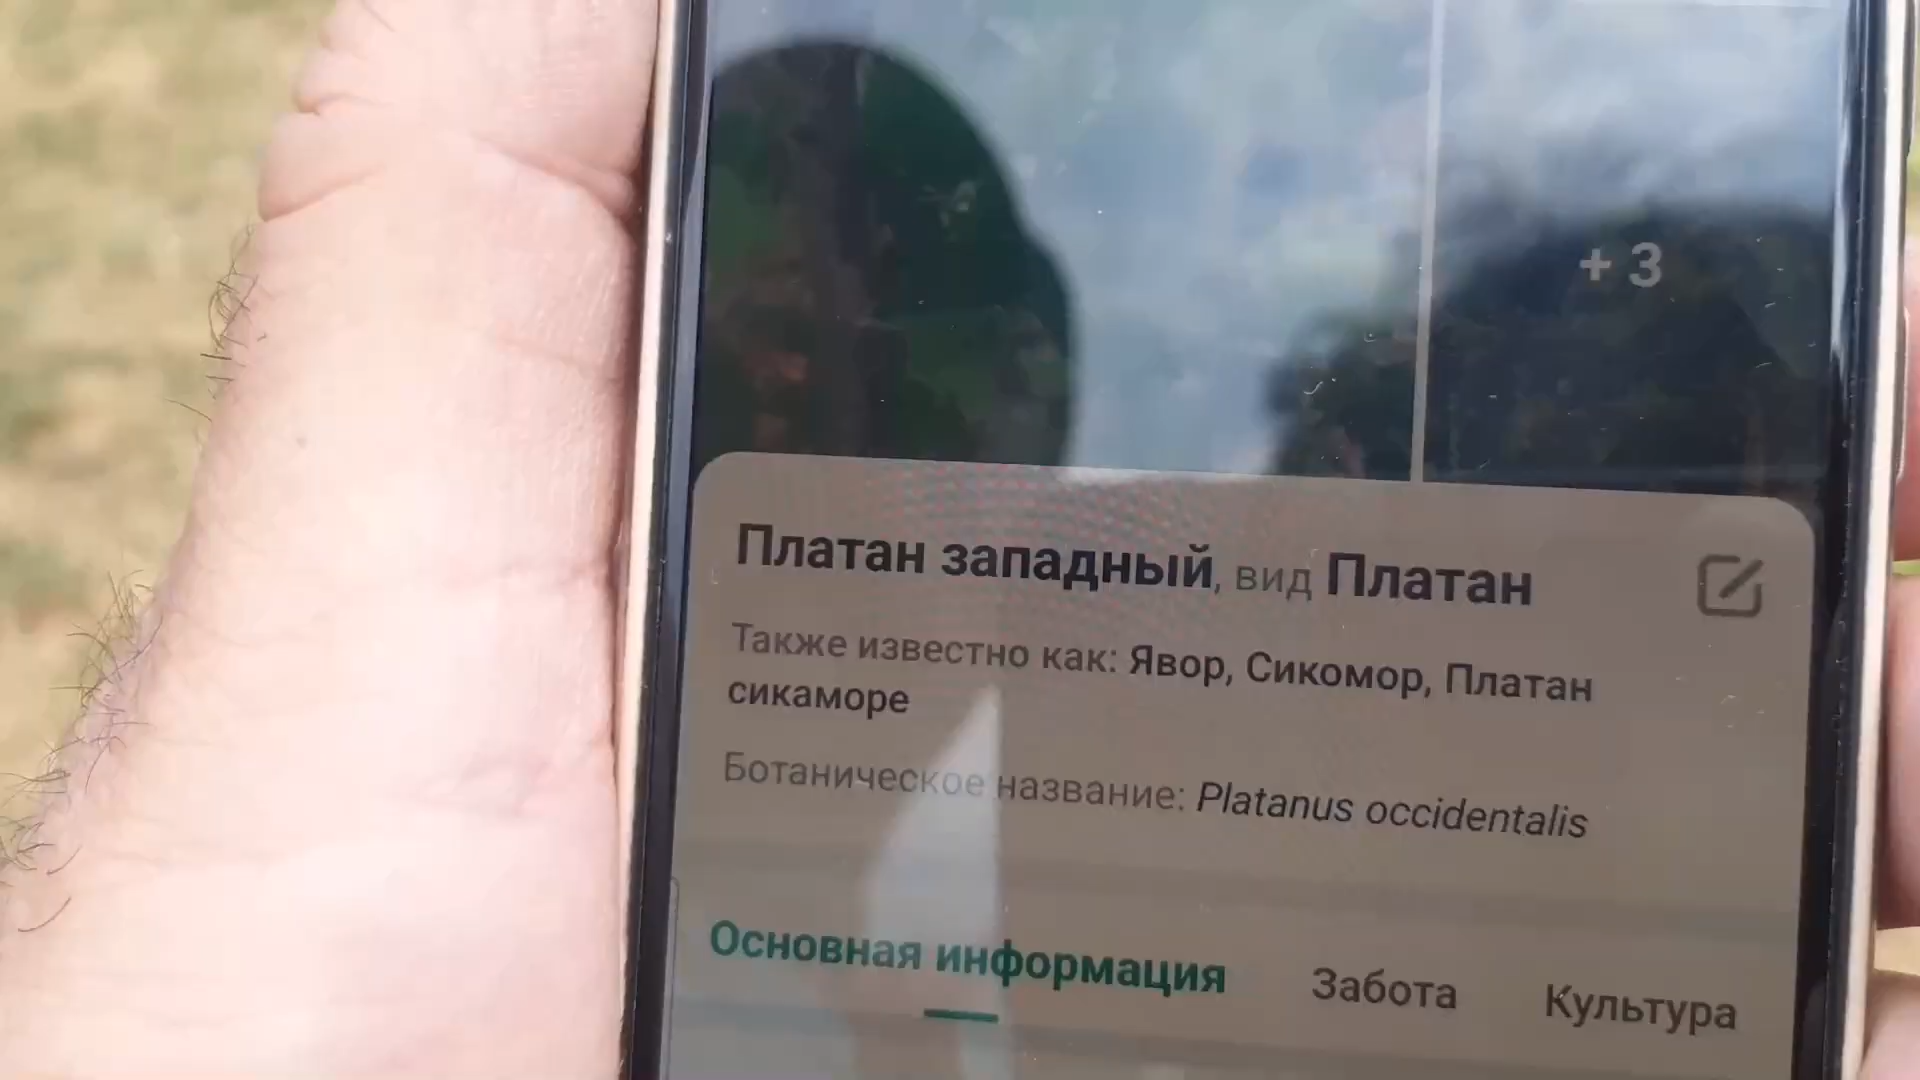 + 3
Платан западный, вид Платан
Также известно как: Явор, Сикомор, Платан
сикаморе
Ботаническое название: Platanus occidentalis
Основная информация Забота Культура